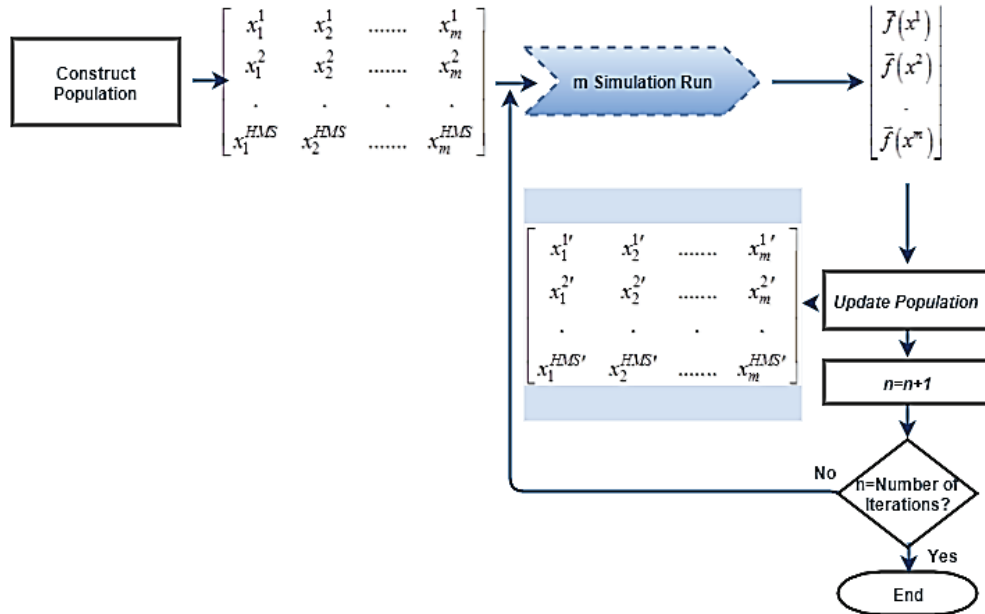 Construct
Population
x_1^1 x_2^1 ....... x_m^1
x_1^2 x_2^2 ....... x_m^2
. . . .
x_1^{HMS} x_2^{HMS} ....... x_m^{HMS}
m Simulation Run
f̄(x^1)
f̄(x^2)
.
f̄(x^m)
x_1^{1′} x_2^{1′} ....... x_m^{1′}
x_1^{2′} x_2^{2′} ....... x_m^{2′}
. . . .
x_1^{HMS′} x_2^{HMS′} ....... x_m^{HMS′}
Update Population
n=n+1
No
n=Number of
Iterations?
Yes
End